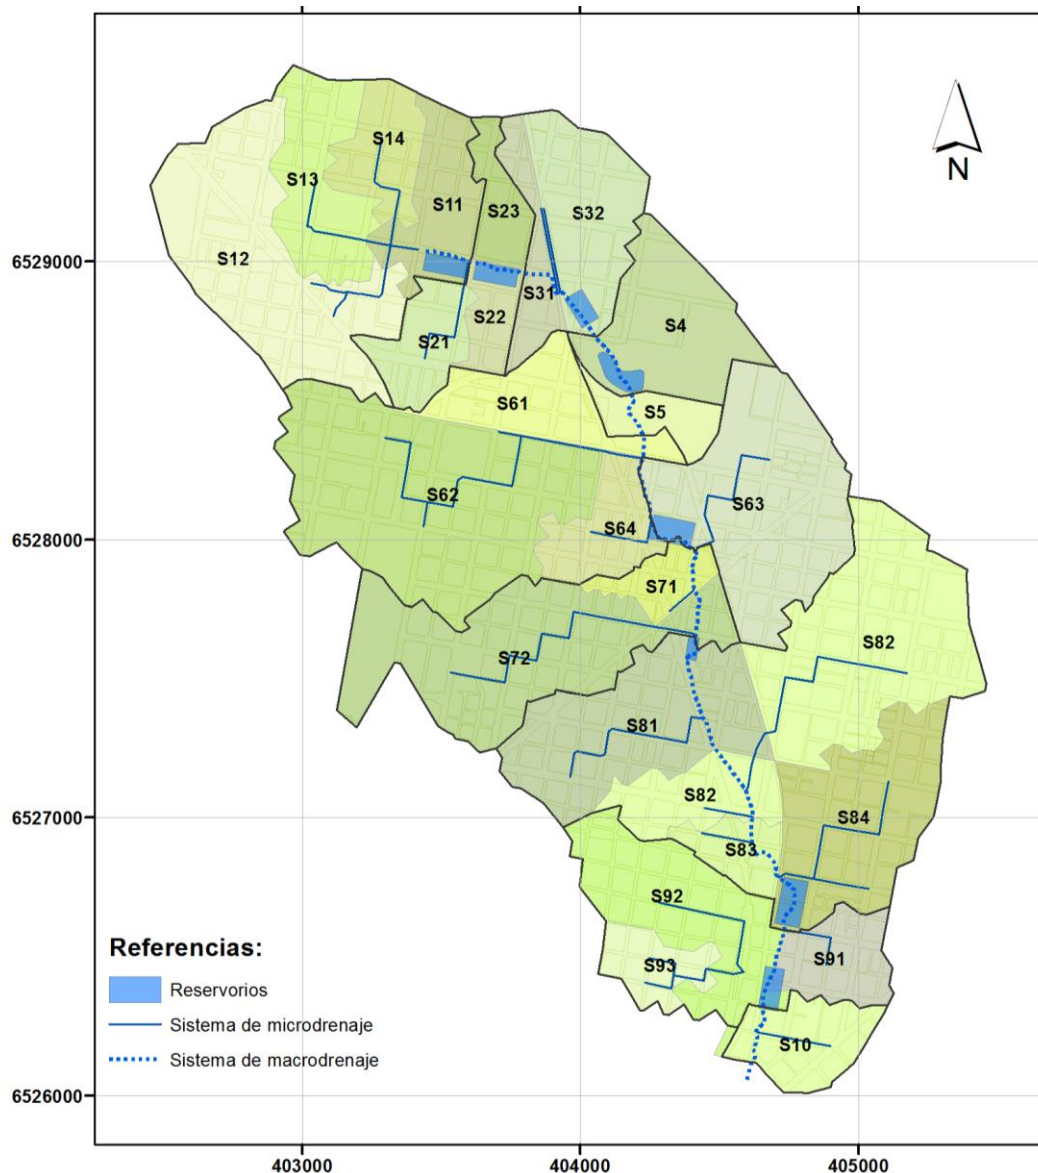 N
S14
S13
S11
S23
S32
S12
6529000
S31
S22
S4
S21
S61
S5
S62
S63
S64
6528000
S71
S72
S82
S81
S82
6527000
S84
S83
S92
S93
S91
S10
Referencias:
Reservorios
Sistema de microdrenaje
Sistema de macrodrenaje
6526000
403000
404000
405000